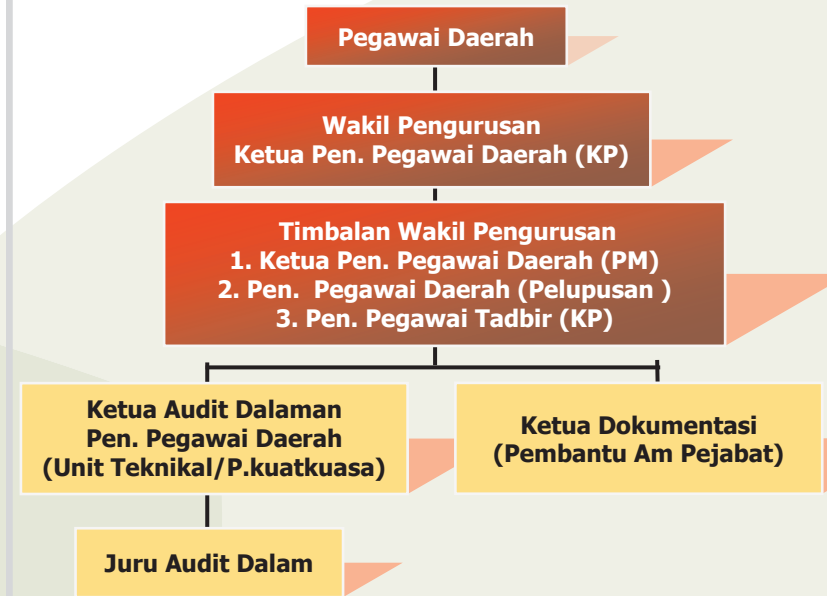 Pegawai Daerah
Wakil Pengurusan
Ketua Pen. Pegawai Daerah (KP)
Timbalan Wakil Pengurusan
1. Ketua Pen. Pegawai Daerah (PM)
2. Pen. Pegawai Daerah (Pelupusan )
3. Pen. Pegawai Tadbir (KP)
Ketua Audit Dalaman
Pen. Pegawai Daerah
(Unit Teknikal/P.kuatkuasa)
Ketua Dokumentasi
(Pembantu Am Pejabat)
Juru Audit Dalam